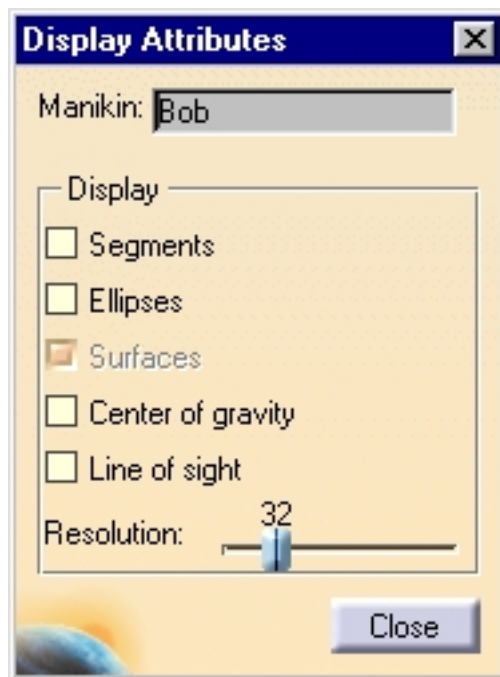 Display Attributes
Manikin: Bob
Display
Segments
Ellipses
Surfaces
Center of gravity
Line of sight
32
Resolution:
Close